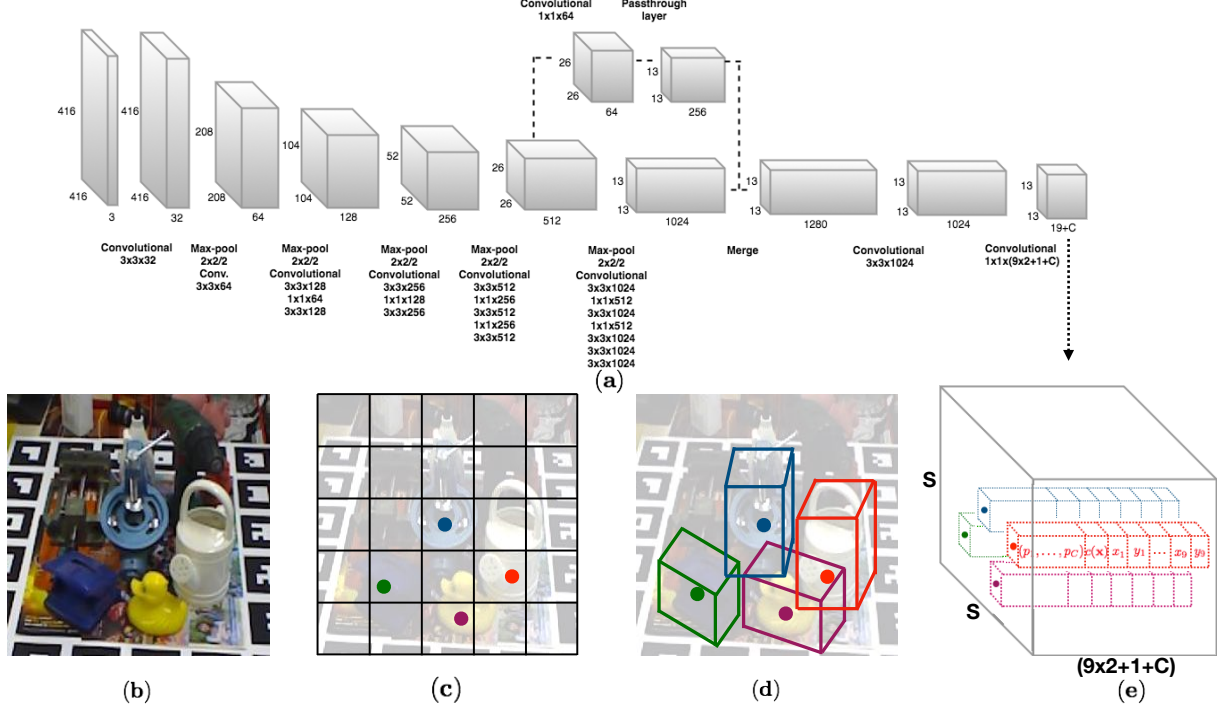 Convolutional
1x1x64
Passthrough
layer
26
26
64
13
13
256
416
416
3
416
416
32
208
208
64
104
104
128
52
52
256
26
26
512
13
13
1024
13
13
1280
13
13
1024
13
13
19+C
Convolutional
3x3x32
Max-pool
2x2/2
Conv.
3x3x64
Max-pool
2x2/2
Convolutional
3x3x128
1x1x64
3x3x128
Max-pool
2x2/2
Convolutional
3x3x256
1x1x128
3x3x256
Max-pool
2x2/2
Convolutional
3x3x512
1x1x256
3x3x512
1x1x256
3x3x512
Max-pool
2x2/2
Convolutional
3x3x1024
1x1x512
3x3x1024
1x1x512
3x3x1024
3x3x1024
3x3x1024
Merge
Convolutional
3x3x1024
Convolutional
1x1x(9x2+1+C)
(a)
(b)
(c)
(d)
S
S
(p , . . . , p_C) c(x) x₁ y₁ ... x₉ y₉
(9x2+1+C)
(e)